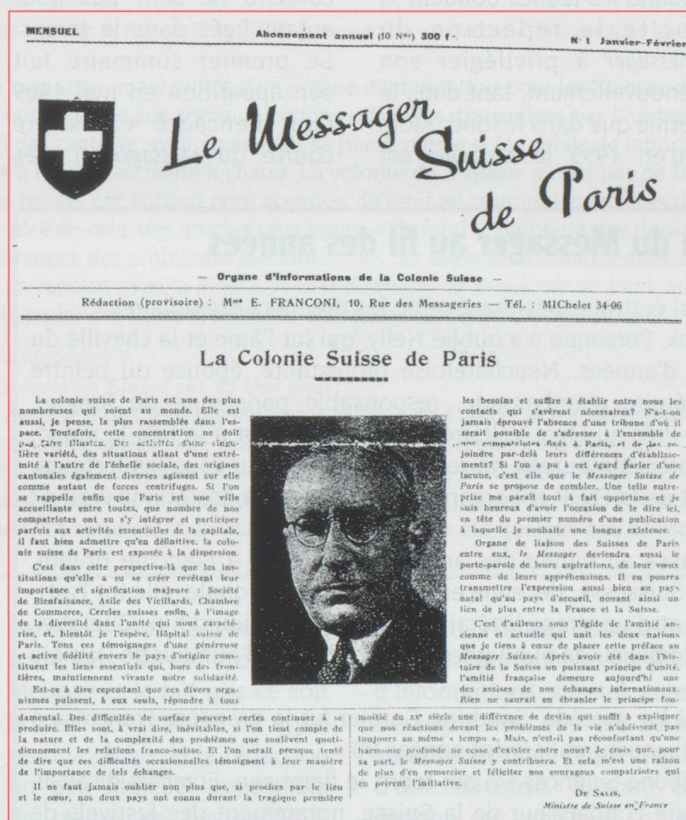 MENSUEL
Abonnement annuel (10 Nos) 300 f.
N° 1 Janvier-Février
Le Messager
Suisse
de Paris
— Organe d'Informations de la Colonie Suisse —
Rédaction (provisoire) : Mme E. FRANCONI, 10, Rue des Messageries — Tél. : MIChelet 34-06
La Colonie Suisse de Paris
La colonie suisse de Paris est une des plus
nombreuses qui soient au monde. Elle est
aussi, je pense, la plus rassemblée dans l'es-
pace. Toutefois, cette concentration ne doit
pas faire illusion. Des activités d'une singu-
lière variété, des situations allant d'une extré-
mité à l'autre de l'échelle sociale, des origines
cantonales également diverses agissent sur elle
comme autant de forces centrifuges. Si l'on
se rappelle enfin que Paris est une ville
accueillante entre toutes, que nombre de nos
compatriotes ont su s'y intégrer et participer
parfois aux activités essentielles de la capitale,
il faut bien admettre qu'en définitive, la colo-
nie suisse de Paris est exposée à la dispersion.
C'est dans cette perspective-là que les ins-
titutions qu'elle a su se créer revêtent leur
importance et signification majeure : Société
de Bienfaisance, Asile des Vieillards, Chambre
de Commerce, Cercles suisses enfin, à l'image
de la diversité dans l'unité qui nous caracté-
rise, et, bientôt je l'espère, Hôpital suisse de
Paris. Tous ces témoignages d'une généreuse
et active fidélité envers le pays d'origine cons-
tituent les liens essentiels qui, hors des fron-
tières, maintiennent vivante notre solidarité.
Est-ce à dire cependant que ces divers orga-
nismes puissent, à eux seuls, répondre à tous
les besoins et suffire à établir entre nous les
contacts qui s'avèrent nécessaires? N'a-t-on
jamais éprouvé l'absence d'une tribune d'où il
serait possible de s'adresser à l'ensemble de
nos compatriotes fixés à Paris, et de les re-
joindre par-delà leurs différences d'établisse-
ments? Si l'on a pu à cet égard parler d'une
lacune, c'est elle que le Messager Suisse de
Paris se propose de combler. Une telle entre-
prise me paraît tout à fait opportune et je
suis heureux d'avoir l'occasion de le dire ici,
en tête du premier numéro d'une publication
à laquelle je souhaite une longue existence.
Organe de liaison des Suisses de Paris
entre eux, le Messager deviendra aussi le
porte-parole de leurs aspirations, de leur vœux
comme de leurs appréhensions. Il en pourra
transmettre l'expression aussi bien au pays
natal qu'au pays d'accueil, nouant ainsi un
lien de plus entre la France et la Suisse.
C'est d'ailleurs sous l'égide de l'amitié an-
cienne et actuelle qui unit les deux nations
que je tiens à cœur de placer cette préface au
Messager Suisse. Après avoir été dans l'his-
toire de la Suisse un puissant principe d'unité,
l'amitié française demeure aujourd'hui une
des assises de nos échanges internationaux.
Rien ne saurait en ébranler le principe fon-
damental. Des difficultés de surface peuvent certes continuer à se
produire. Elles sont, à vrai dire, inévitables, si l'on tient compte de
la nature et de la complexité des problèmes que soulèvent quoti-
diennement les relations franco-suisse. Et l'on serait presque tenté
de dire que ces difficultés occasionnelles témoignent à leur manière
de l'importance de tels échanges.
Il ne faut jamais oublier non plus que, si proches par le lieu
et le cœur, nos deux pays ont connu durant la tragique première
moitié du XXe siècle une différence de destin qui suffit à expliquer
que nos réactions devant les problèmes de la vie n'obéissent pas
toujours au même « tempo ». Mais, n'est-il pas réconfortant qu'une
harmonie profonde ne cesse d'exister entre nous? Je crois que, pour
sa part, le Messager Suisse y contribuera. Et cela m'est une raison
de plus d'en remercier et féliciter ses courageux compatriotes qui
en prirent l'initiative.
DE SALIS,
Ministre de Suisse en France